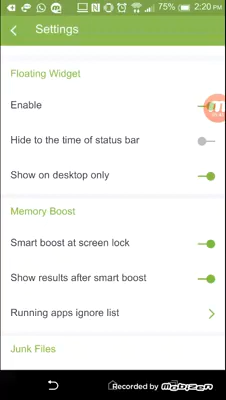 75% 2:20 PM
Settings
Floating Widget
Enable
Hide to the time of status bar
Show on desktop only
Memory Boost
Smart boost at screen lock
Show results after smart boost
Running apps ignore list
Junk Files
Recorded by Mobizen